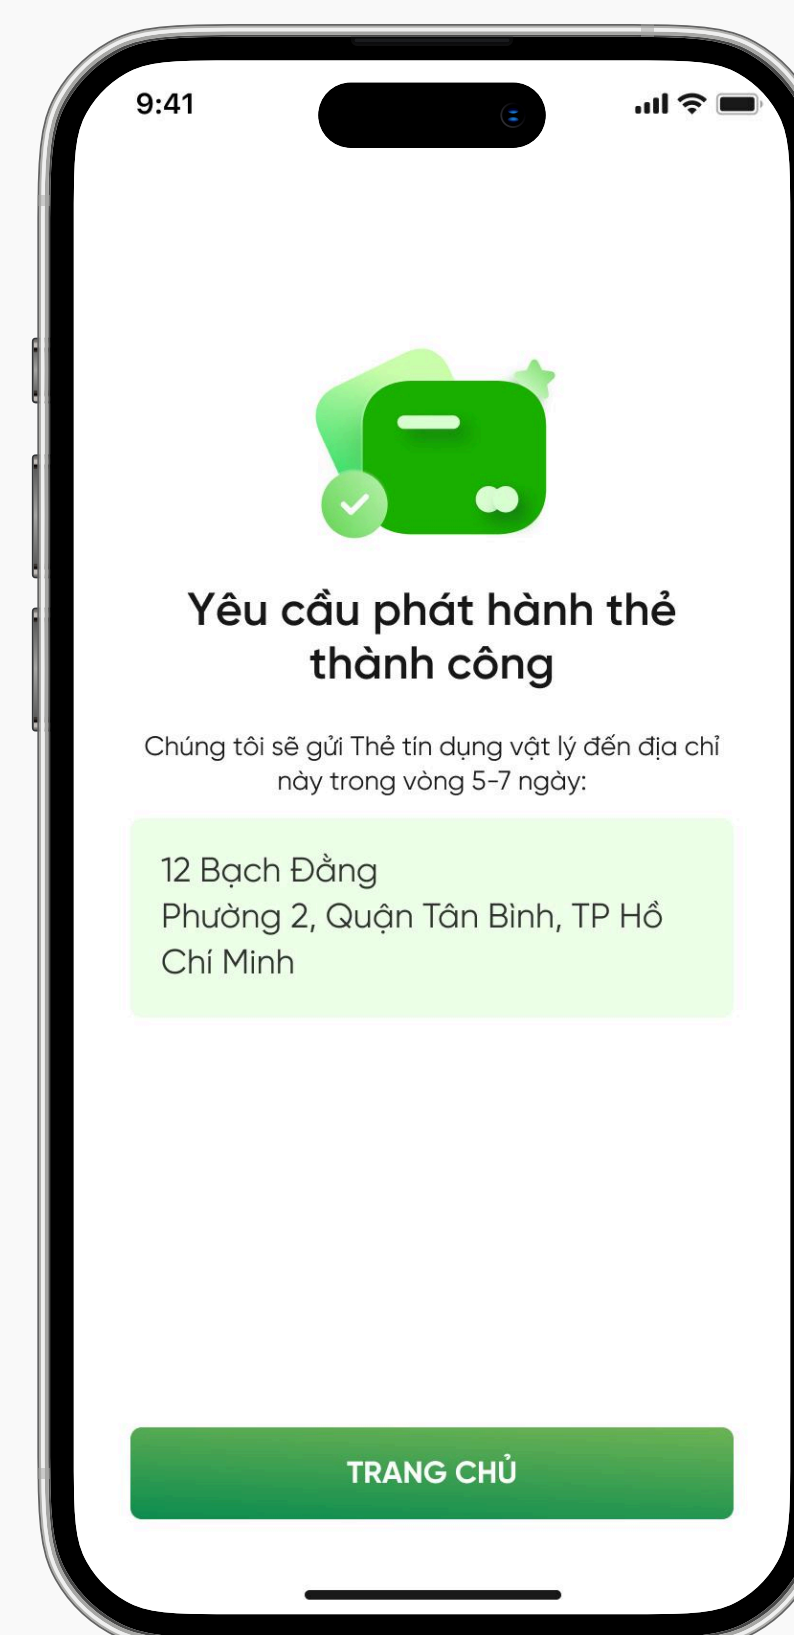 9:41
Yêu cầu phát hành thẻ
thành công
Chúng tôi sẽ gửi Thẻ tín dụng vật lý đến địa chỉ
này trong vòng 5-7 ngày:
12 Bạch Đằng
Phường 2, Quận Tân Bình, TP Hồ
Chí Minh
TRANG CHỦ